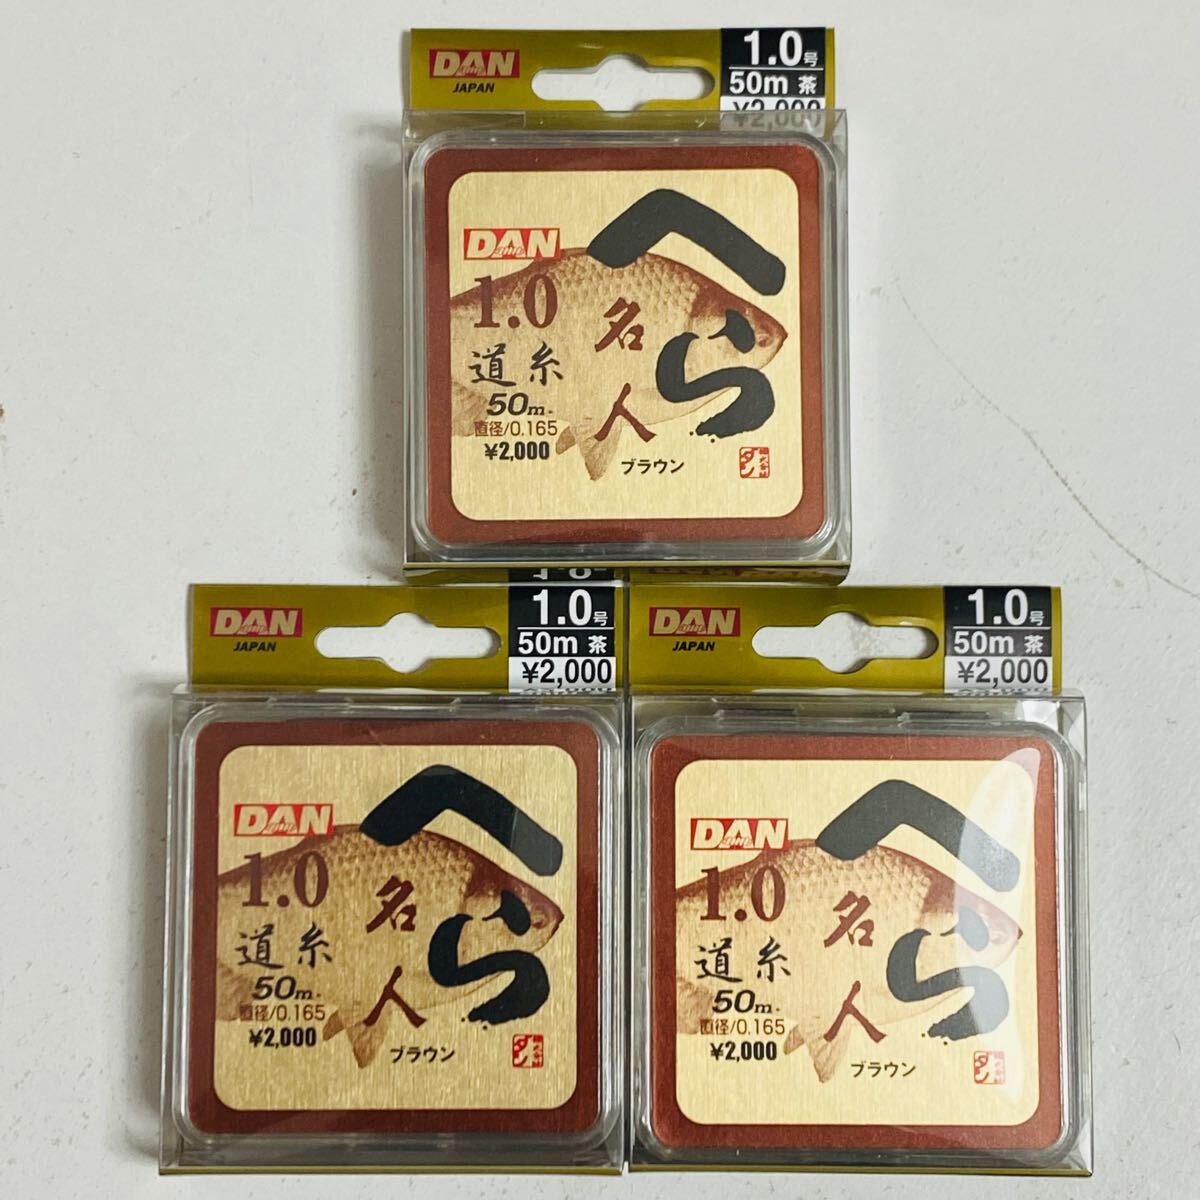 DAN
JAPAN
1.0号
50m 茶
¥2,000
DAN
1.0
道糸
50m
直径/0.165
¥2,000
へら
名人
ブラウン
DAN
JAPAN
1.0号
50m 茶
¥2,000
DAN
1.0
道糸
50m
直径/0.165
¥2,000
へら
名人
ブラウン
DAN
JAPAN
1.0号
50m 茶
¥2,000
DAN
1.0
道糸
50m
直径/0.165
¥2,000
へら
名人
ブラウン